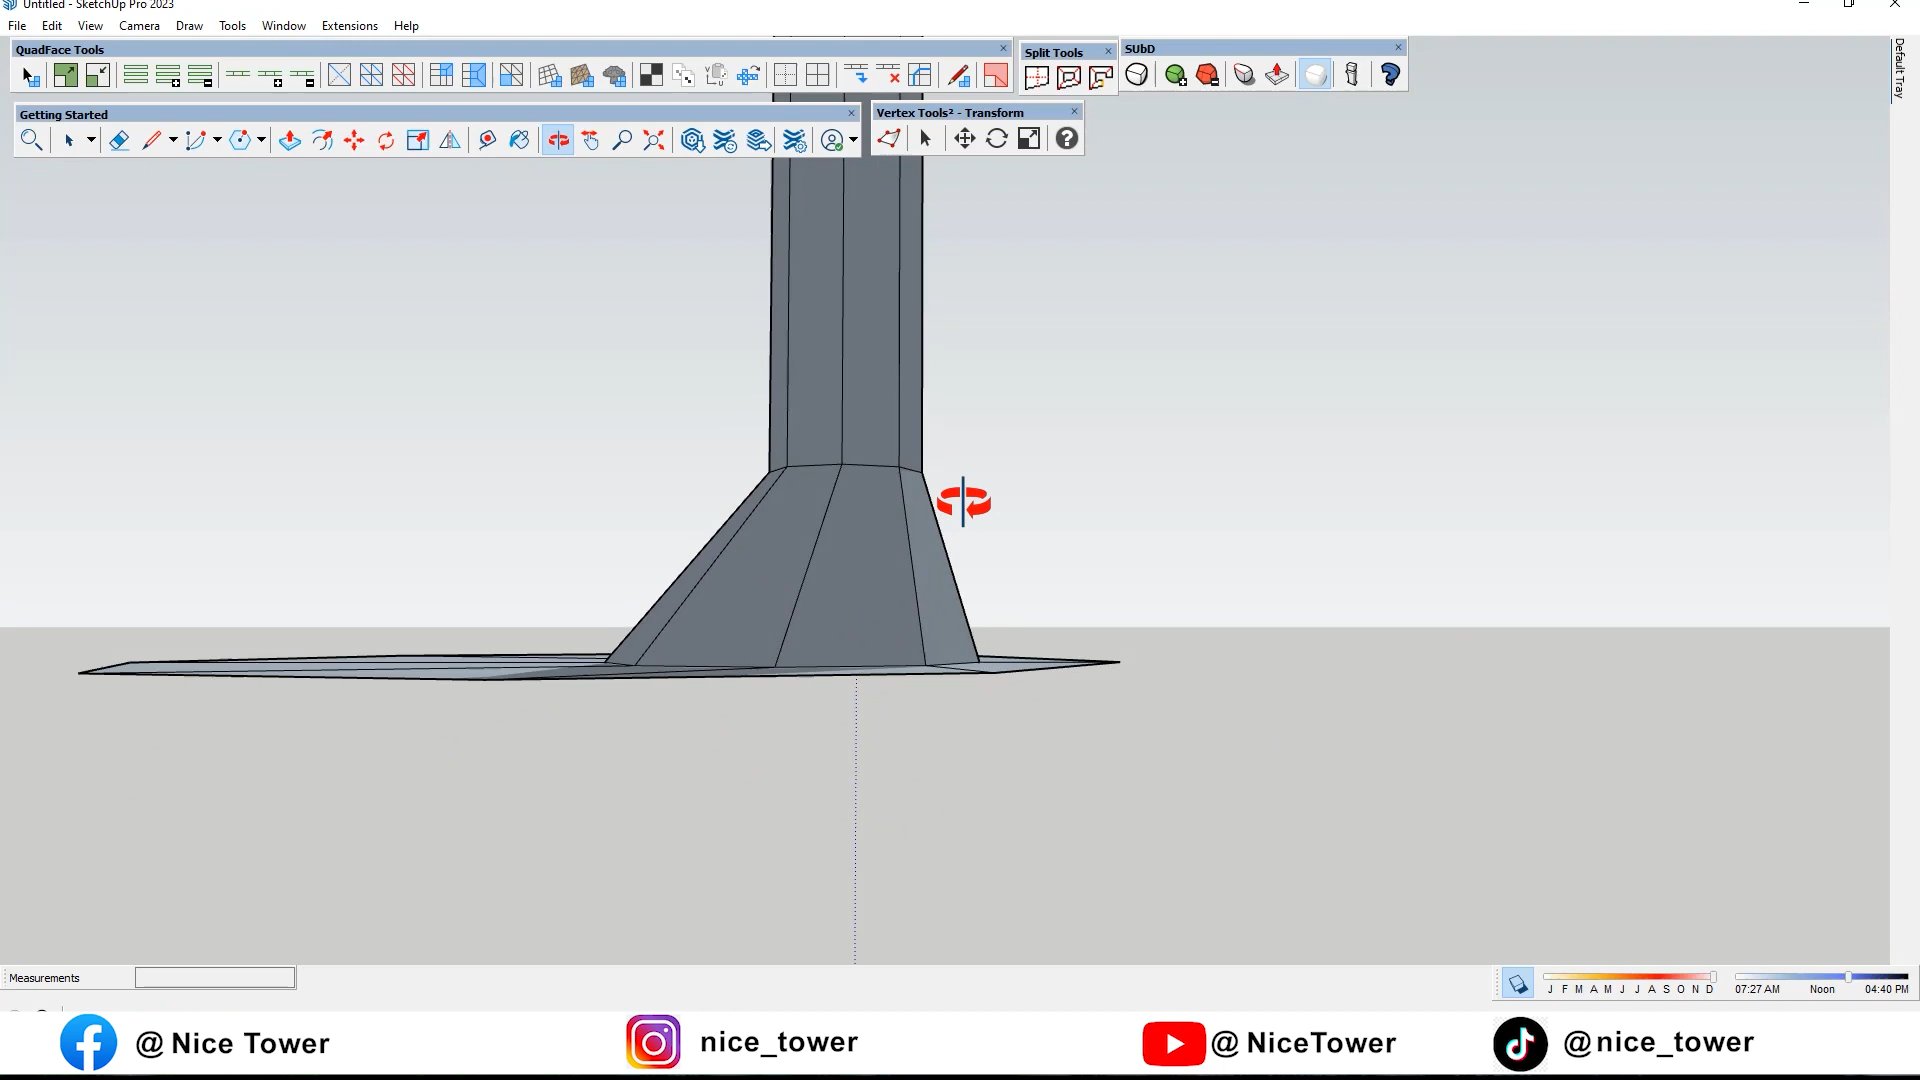 Untitled - SketchUp Pro 2023
File Edit View Camera Draw Tools Window Extensions Help
QuadFace Tools
Split Tools
SUbD
Default Tray
Getting Started
Vertex Tools² - Transform
Measurements
J F M A M J J A S O N D
07:27 AM Noon 04:40 PM
@ Nice Tower
nice_tower
@ NiceTower
@nice_tower